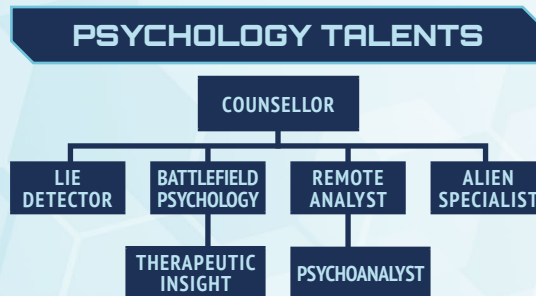 PSYCHOLOGY TALENTS
COUNSELLOR
LIE
DETECTOR
BATTLEFIELD
PSYCHOLOGY
REMOTE
ANALYST
ALIEN
SPECIALIST
THERAPEUTIC
INSIGHT
PSYCHOANALYST